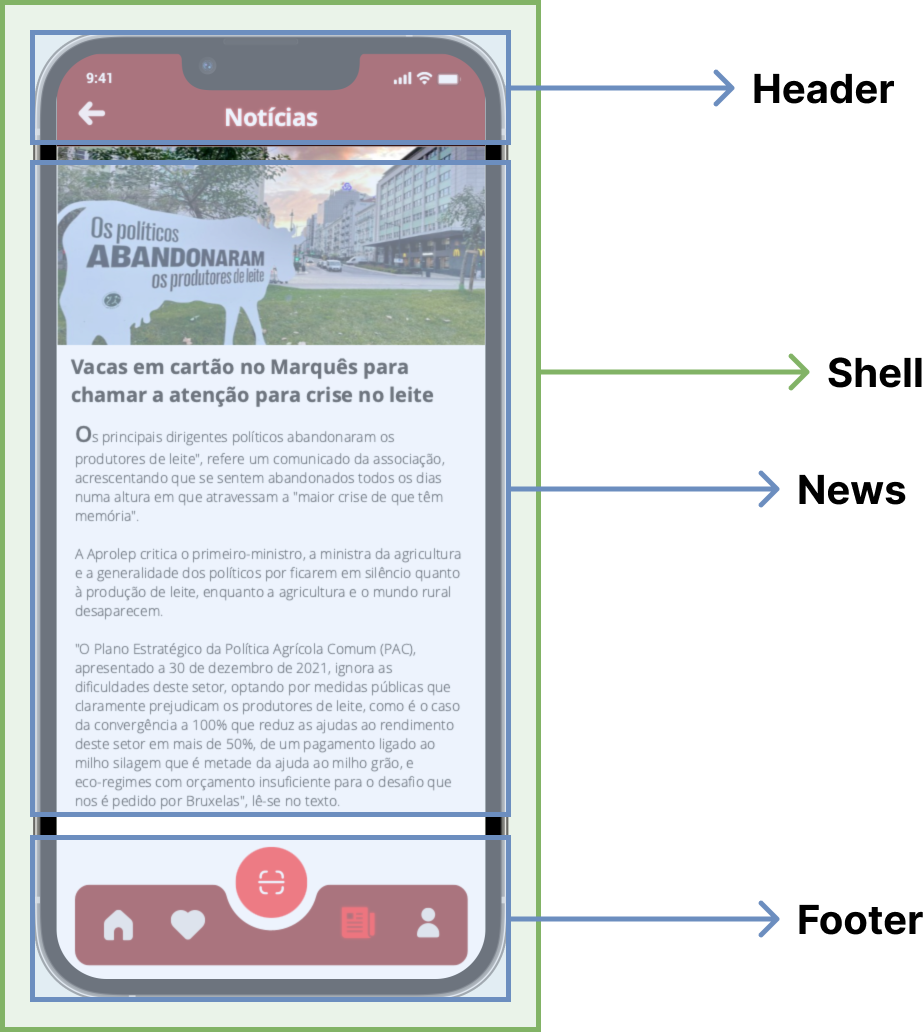 9:41
Notícias
Header
Os políticos
ABANDONARAM
os produtores de leite
Vacas em cartão no Marquês para
chamar a atenção para crise no leite
Shell
Os principais dirigentes políticos abandonaram os
produtores de leite", refere um comunicado da associação,
acrescentando que se sentem abandonados todos os dias
numa altura em que atravessam a "maior crise de que têm
memória".
News
A Aprolep critica o primeiro-ministro, a ministra da agricultura
e a generalidade dos políticos por ficarem em silêncio quanto
à produção de leite, enquanto a agricultura e o mundo rural
desaparecem.
"O Plano Estratégico da Política Agrícola Comum (PAC),
apresentado a 30 de dezembro de 2021, ignora as
dificuldades deste setor, optando por medidas públicas que
claramente prejudicam os produtores de leite, como é o caso
da convergência a 100% que reduz as ajudas ao rendimento
deste setor em mais de 50%, de um pagamento ligado ao
milho silagem que é metade da ajuda ao milho grão, e
eco-regimes com orçamento insuficiente para o desafio que
nos é pedido por Bruxelas", lê-se no texto.
Footer